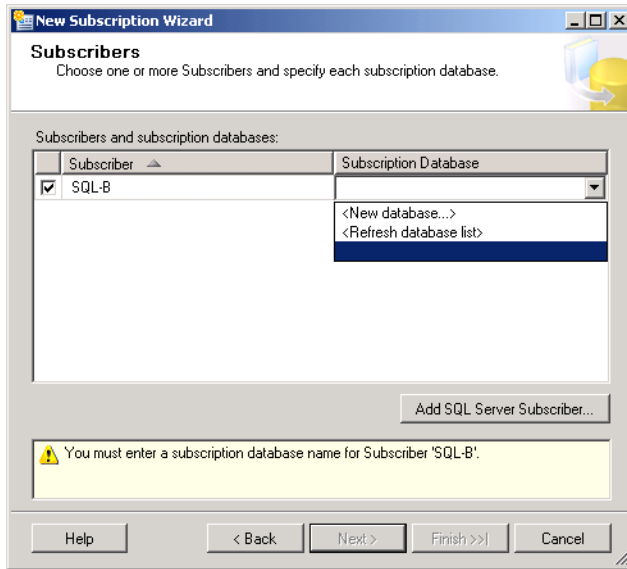 New Subscription Wizard
Subscribers
Choose one or more Subscribers and specify each subscription database.
Subscribers and subscription databases:
Subscriber Subscription Database
SQL-B
<New database...>
<Refresh database list>
Add SQL Server Subscriber...
You must enter a subscription database name for Subscriber 'SQL-B'.
Help < Back Next > Finish >>| Cancel